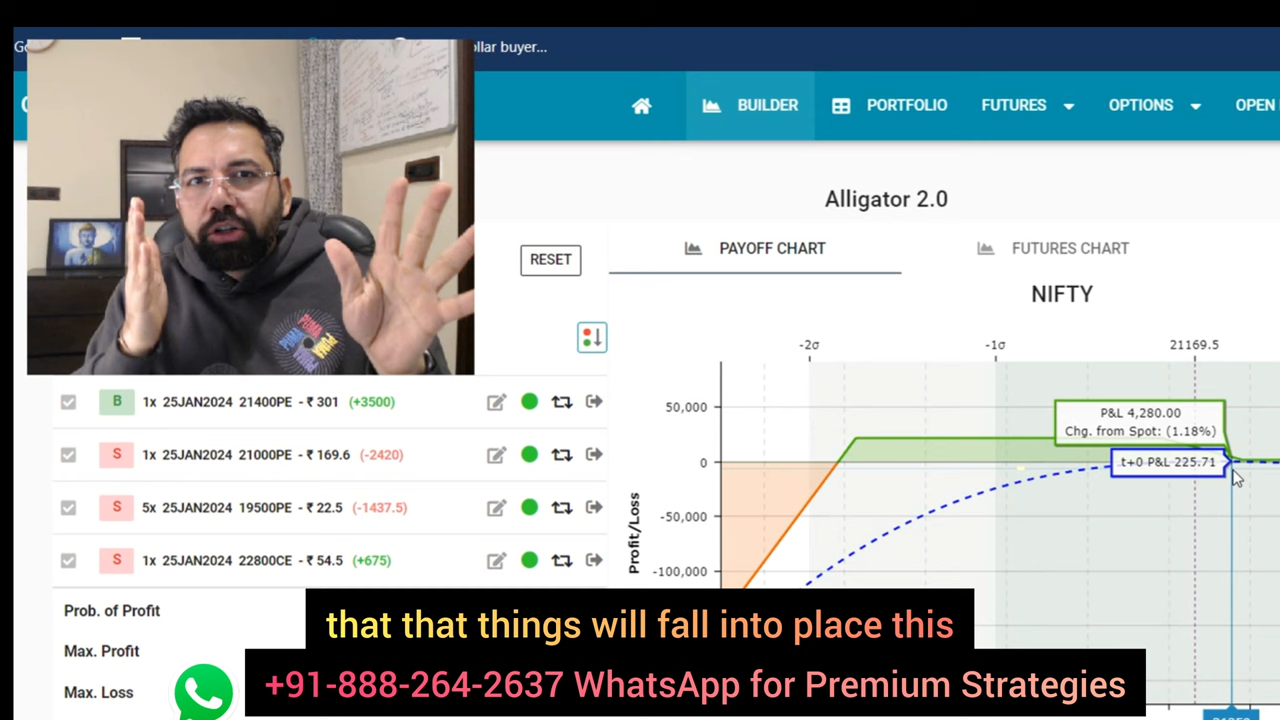 ollar buyer...
BUILDER
PORTFOLIO
FUTURES
OPTIONS
OPEN
Alligator 2.0
RESET
PAYOFF CHART
FUTURES CHART
NIFTY
-2σ
-1σ
21169.5
B 1x 25JAN2024 21400PE - ₹ 301 (+3500)
S 1x 25JAN2024 21000PE - ₹ 169.6 (-2420)
S 5x 25JAN2024 19500PE - ₹ 22.5 (-1437.5)
S 1x 25JAN2024 22800CE - ₹ 54.5 (+675)
Prob. of Profit
Max. Profit
Max. Loss
50,000
0
-50,000
-100,000
Profit/Loss
P&L 4,280.00
Chg. from Spot: (1.18%)
t+0 P&L 225.71
PUMA
PUMA
that that things will fall into place this
+91-888-264-2637 WhatsApp for Premium Strategies